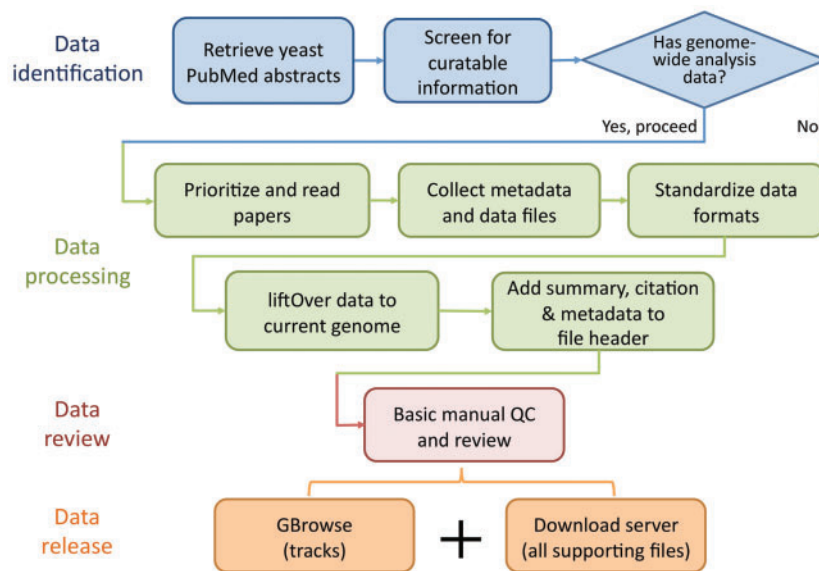 Data
identification
Retrieve yeast
PubMed abstracts
Screen for
curatable
information
Has genome-
wide analysis
data?
Yes, proceed
No
Data
processing
Prioritize and read
papers
Collect metadata
and data files
Standardize data
formats
liftOver data to
current genome
Add summary, citation
& metadata to
file header
Data
review
Basic manual QC
and review
Data
release
GBrowse
(tracks)
+
Download server
(all supporting files)